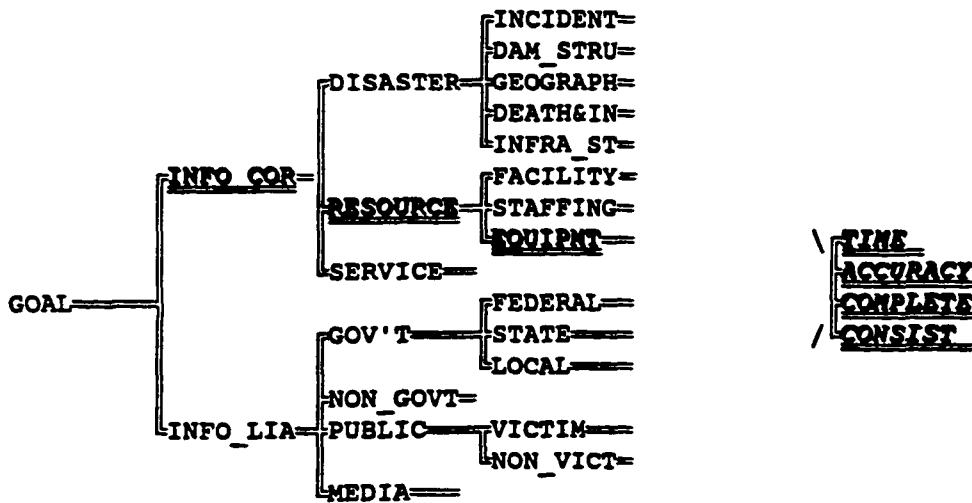 INCIDENT
DAM_STRU
DISASTER GEOGRAPH
DEATH&IN
INFRA_ST
INFO_COR FACILITY
RESOURCE STAFFING
EQUIPMT \ TIME
SERVICE ACCURACY
GOAL FEDERAL COMPLETE
GOV'T STATE / CONSIST
LOCAL
NON_GOVT
INFO_LIA PUBLIC VICTIM
NON_VICT
MEDIA